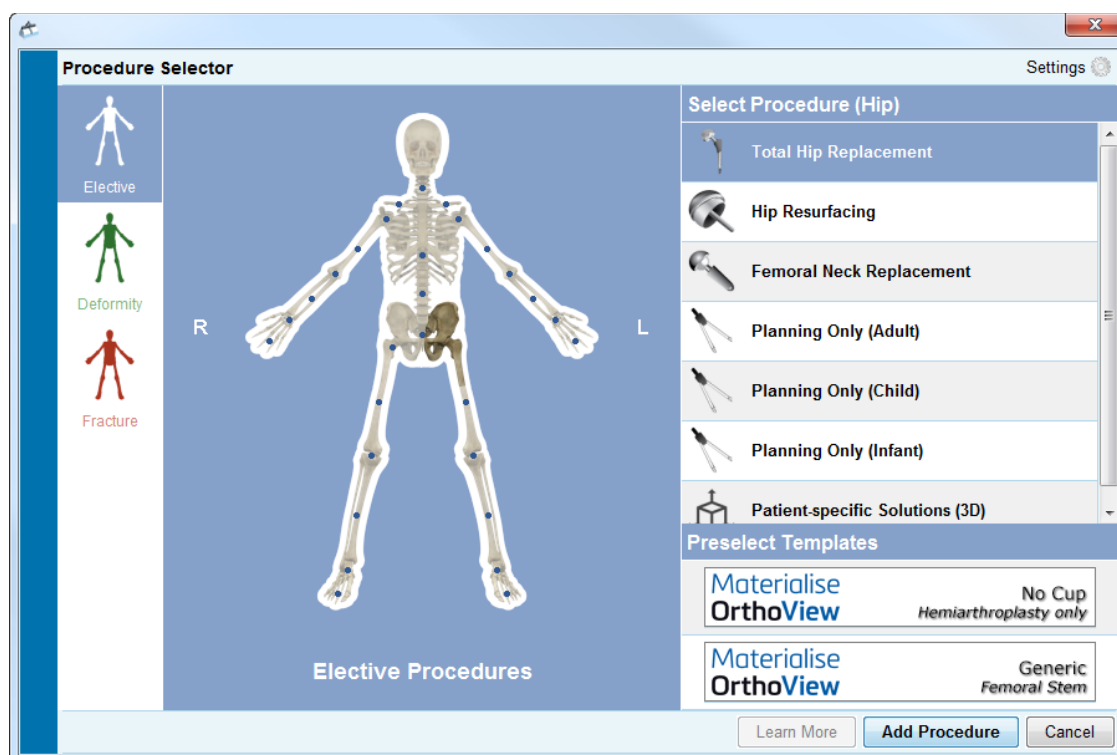 Procedure Selector
Settings
Elective
Deformity
Fracture
R
L
Elective Procedures
Select Procedure (Hip)
Total Hip Replacement
Hip Resurfacing
Femoral Neck Replacement
Planning Only (Adult)
Planning Only (Child)
Planning Only (Infant)
Patient-specific Solutions (3D)
Preselect Templates
Materialise
OrthoView
No Cup
Hemiarthroplasty only
Materialise
OrthoView
Generic
Femoral Stem
Learn More
Add Procedure
Cancel